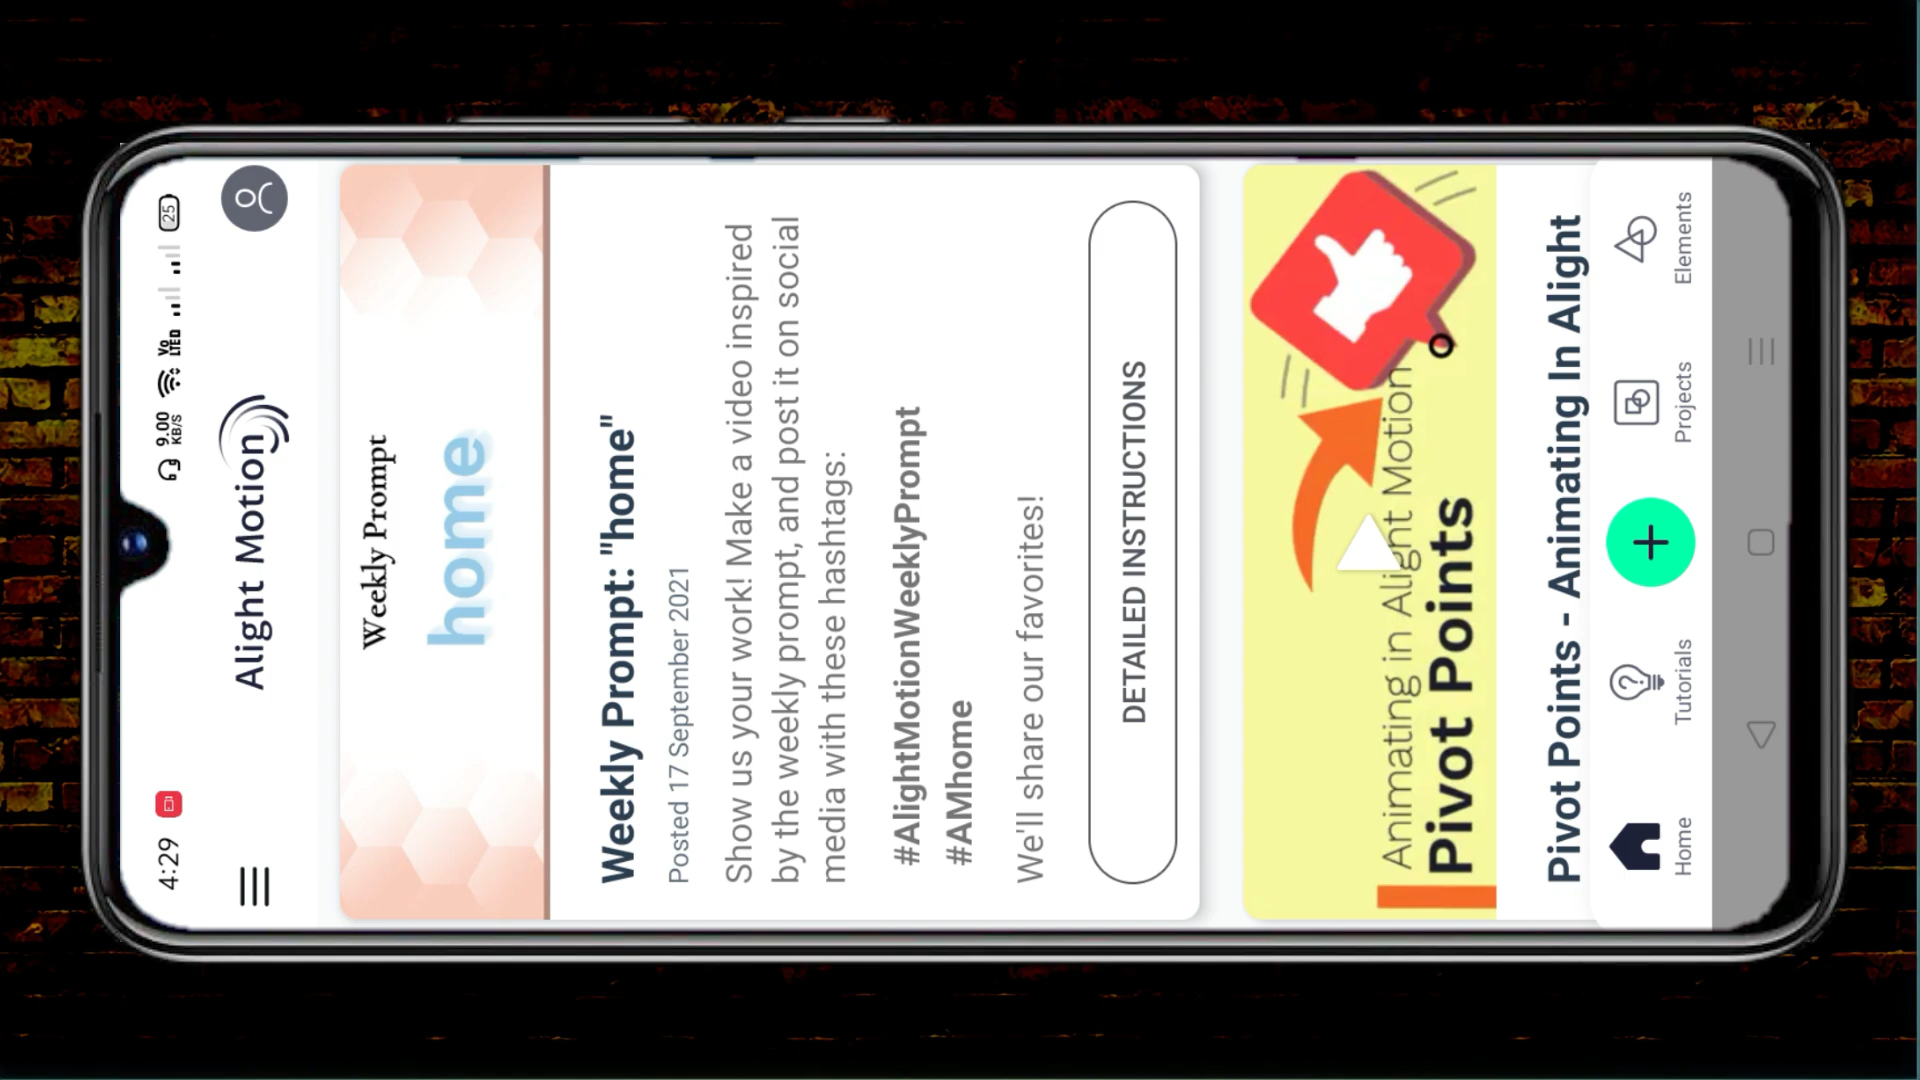 4:29
9.00
KB/S
Vo
LTED
25
Alight Motion
Weekly Prompt
home
Weekly Prompt: "home"
Posted 17 September 2021
Show us your work! Make a video inspired
by the weekly prompt, and post it on social
media with these hashtags:
#AlightMotionWeeklyPrompt
#AMhome
We'll share our favorites!
DETAILED INSTRUCTIONS
Animating in Alight Motion
Pivot Points
Pivot Points - Animating In Alight
Home
Tutorials
Projects
Elements